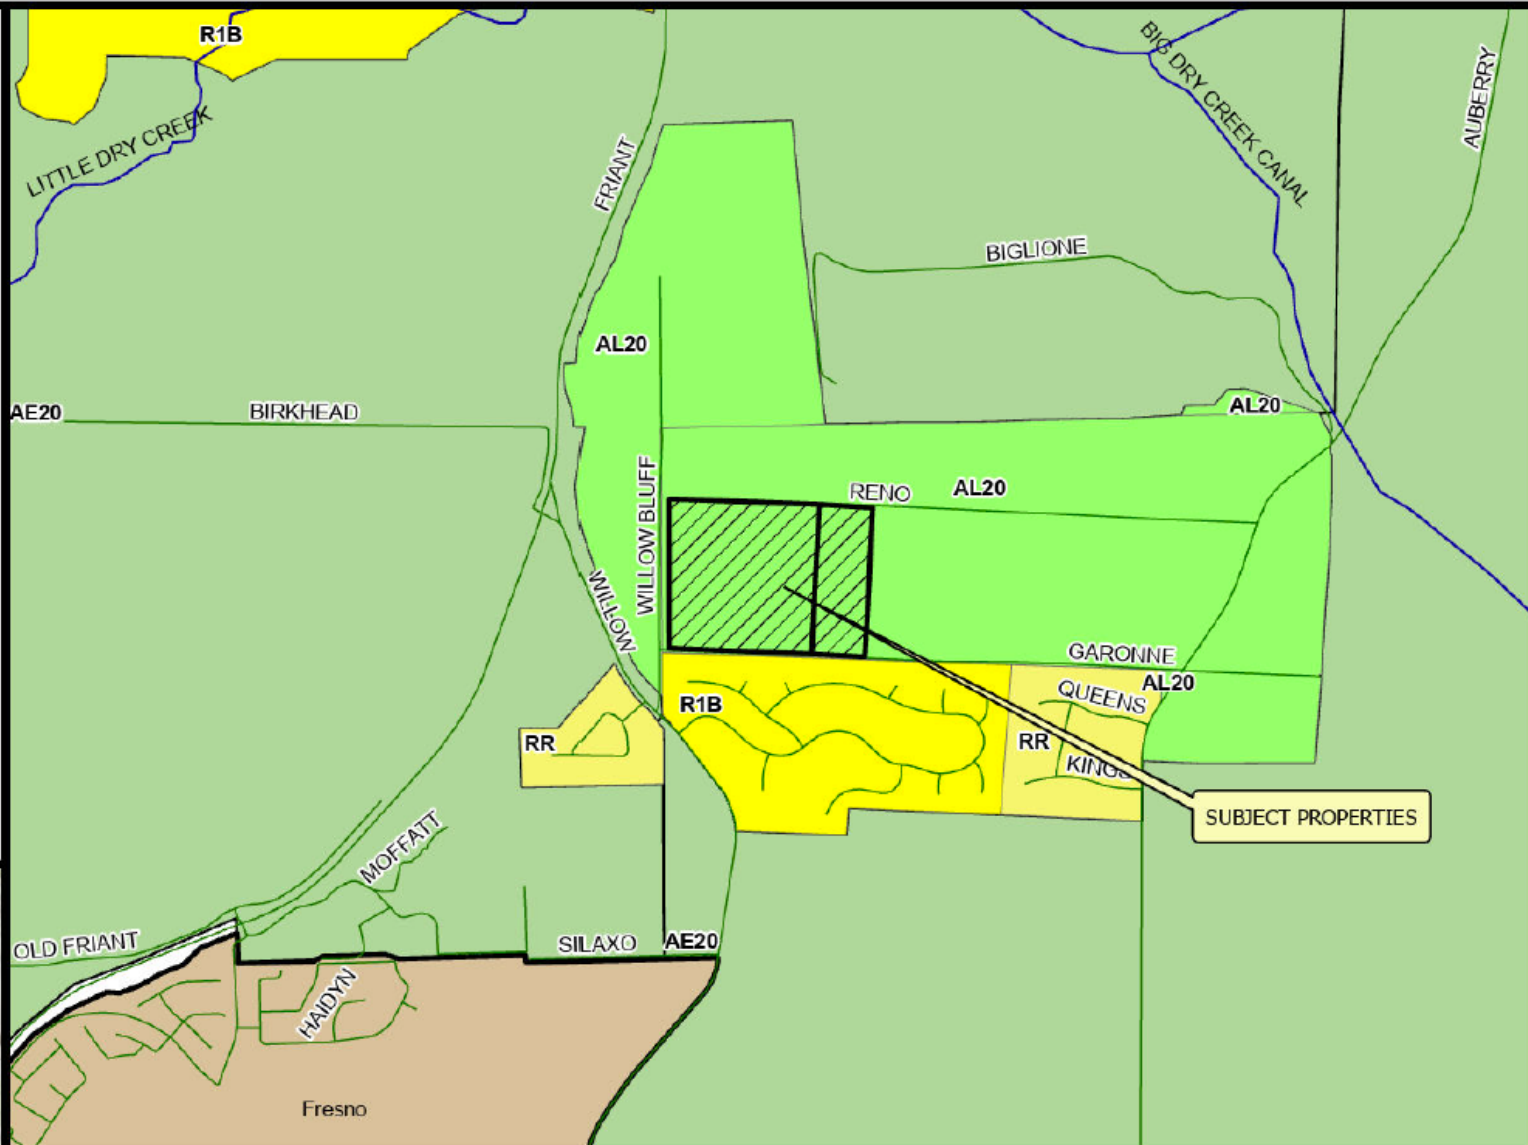 R1B
BIG DRY CREEK CANAL
AUBERRY
LITTLE DRY CREEK
FRIANT
BIGLIONE
AL20
AE20
BIRKHEAD
AL20
WILLOW BLUFF
RENO
AL20
WILLOW
GARONNE
QUEENS
AL20
R1B
RR
RR
KINGS
SUBJECT PROPERTIES
MOFFATT
OLD FRIANT
SILAXO
AE20
HAIDYN
Fresno